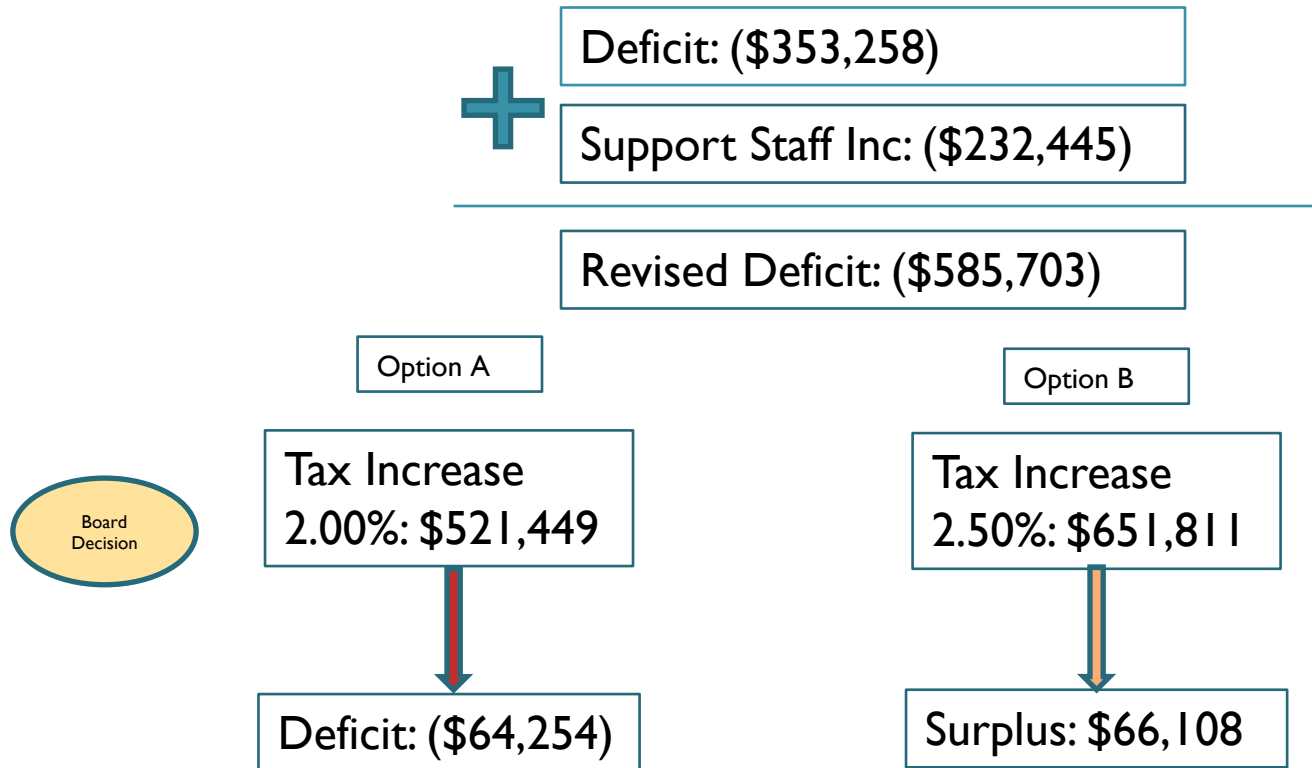 Deficit: ($353,258)
Support Staff Inc: ($232,445)
Revised Deficit: ($585,703)
Option A
Option B
Tax Increase
2.00%: $521,449
Tax Increase
2.50%: $651,811
Board
Decision
Deficit: ($64,254)
Surplus: $66,108